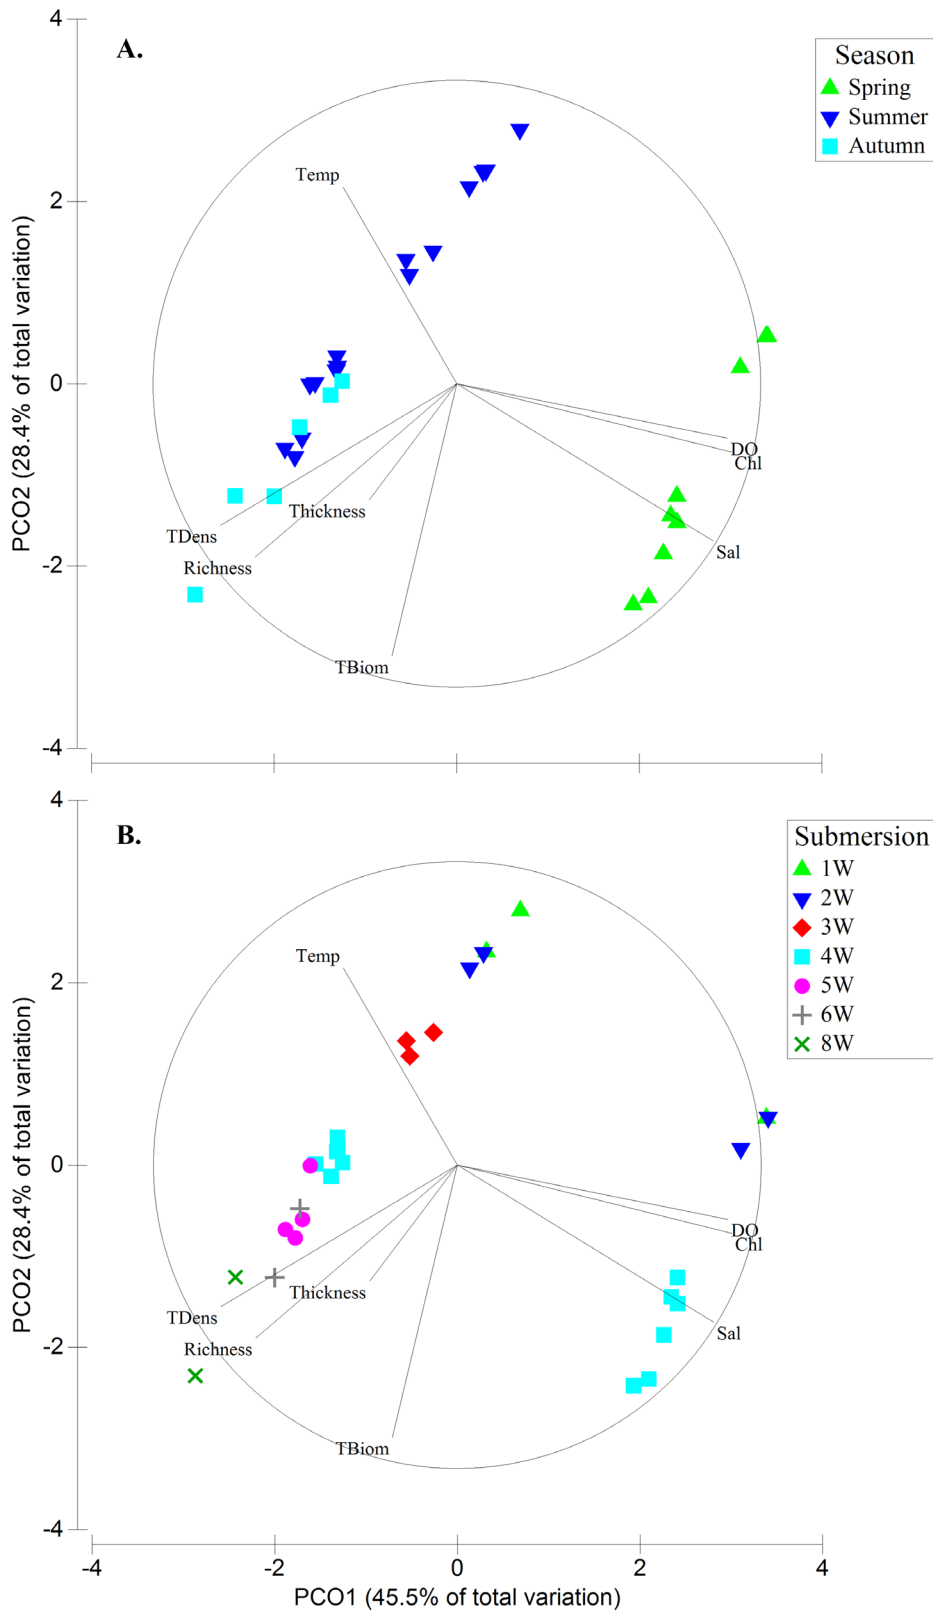 4
A.
Season
Spring
Summer
Autumn
Temp
2
0
DO
Chl
Thickness
TDens
Sal
Richness
-2
TBiom
-4
PCO2 (28.4% of total variation)
4
B.
Submersion
1W
2W
3W
4W
5W
6W
8W
Temp
2
0
DO
Chl
Thickness
TDens
Sal
Richness
-2
TBiom
-4
PCO2 (28.4% of total variation)
-4 -2 0 2 4
PCO1 (45.5% of total variation)